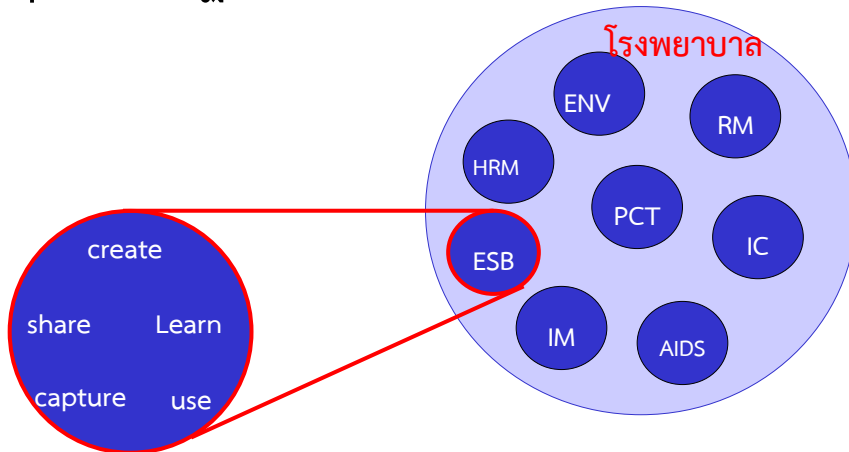 โรงพยาบาล
ENV
RM
HRM
PCT
IC
ESB
IM
AIDS
create
share Learn
capture use